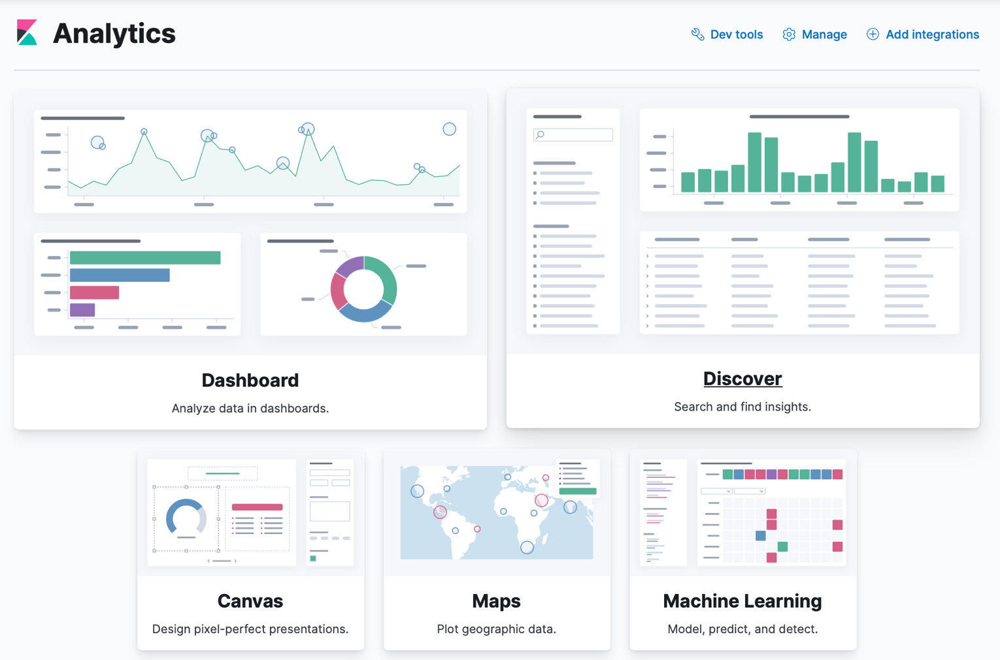 Analytics
Dev tools
Manage
Add integrations
Dashboard
Analyze data in dashboards.
Discover
Search and find insights.
Canvas
Design pixel-perfect presentations.
Maps
Plot geographic data.
Machine Learning
Model, predict, and detect.